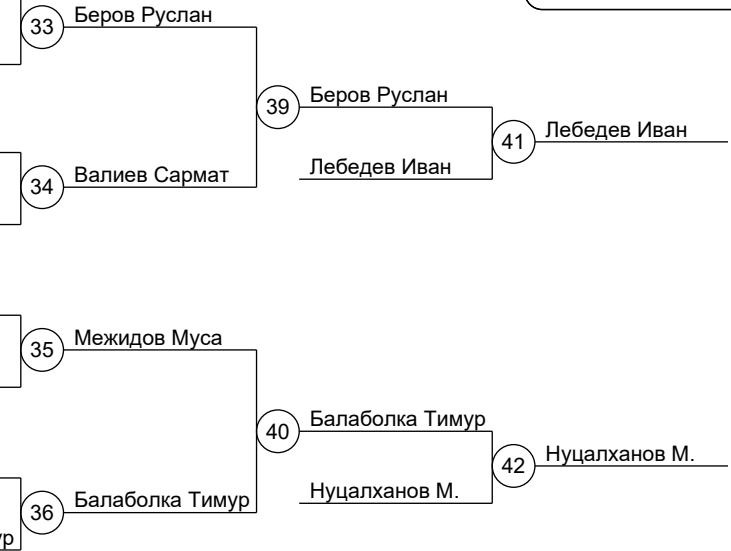 33 Беров Руслан
39 Беров Руслан
41 Лебедев Иван
Лебедев Иван
34 Валиев Сармат
35 Межидов Муса
40 Балаболка Тимур
42 Нуцалханов М.
Нуцалханов М.
36 Балаболка Тимур